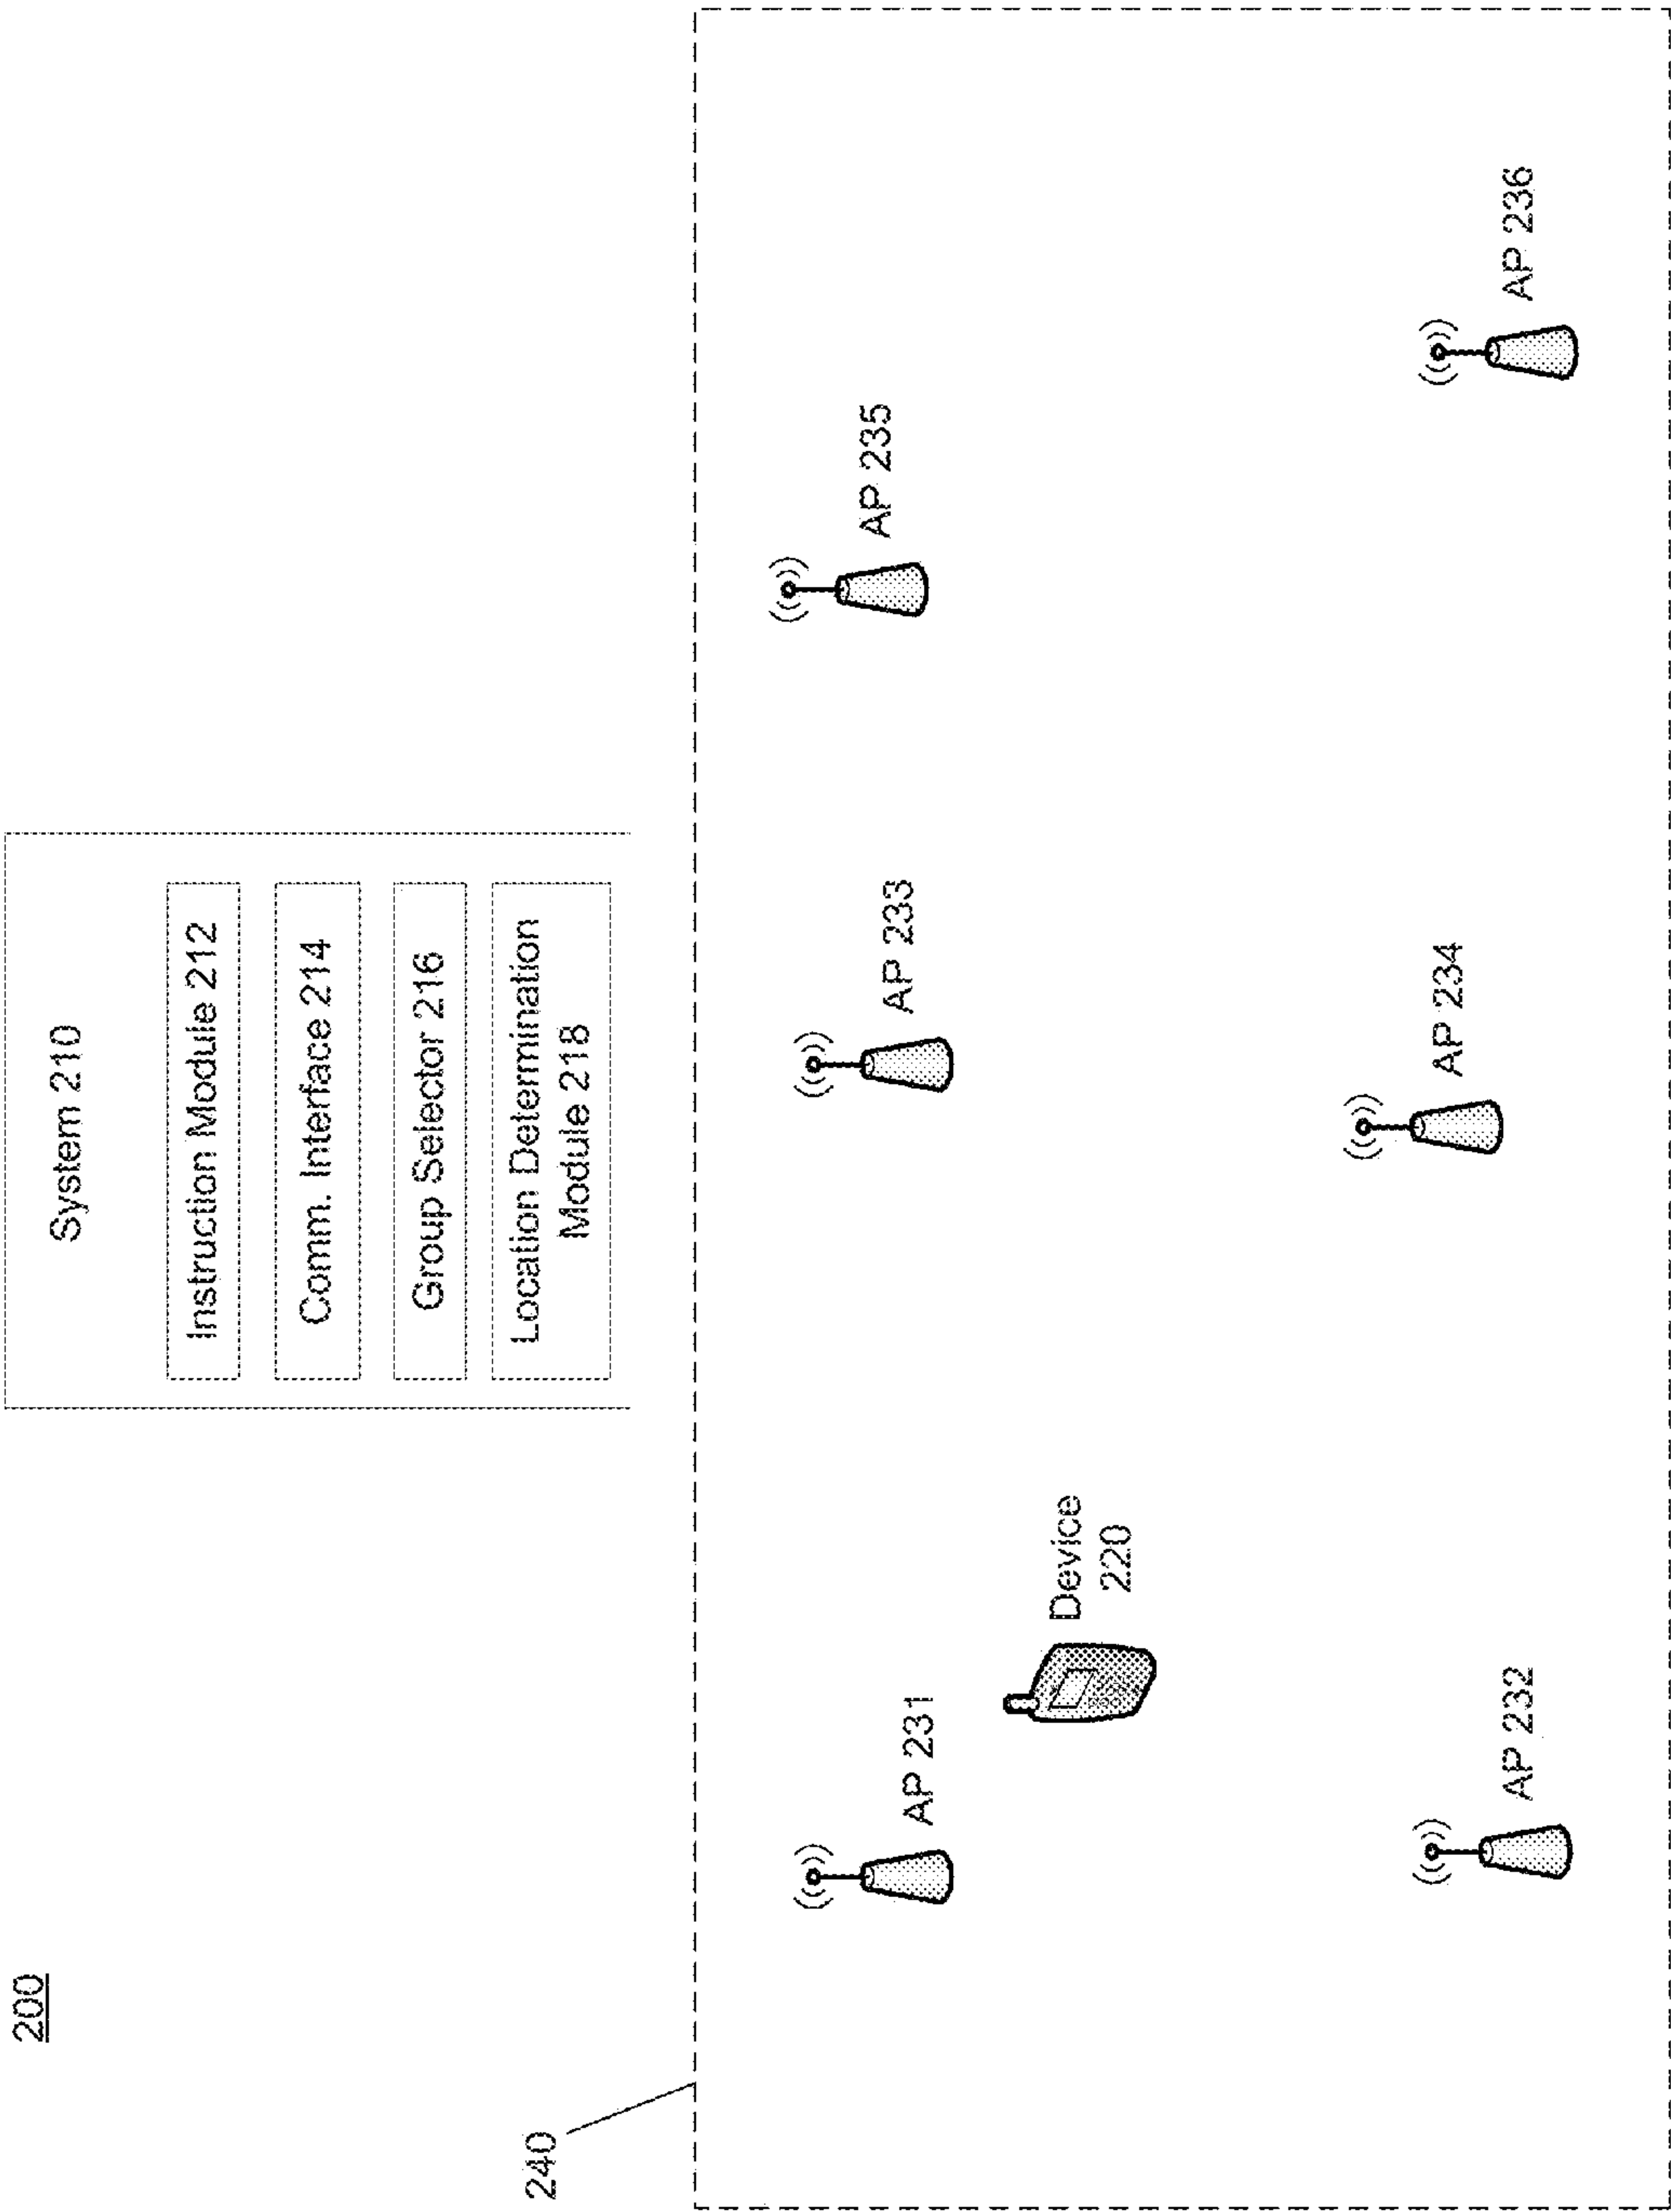 200
System 210
Instruction Module 212
Comm. Interface 214
Group Selector 216
Location Determination
Module 218
240
AP 231
AP 233
AP 235
Device
220
AP 232
AP 234
AP 236